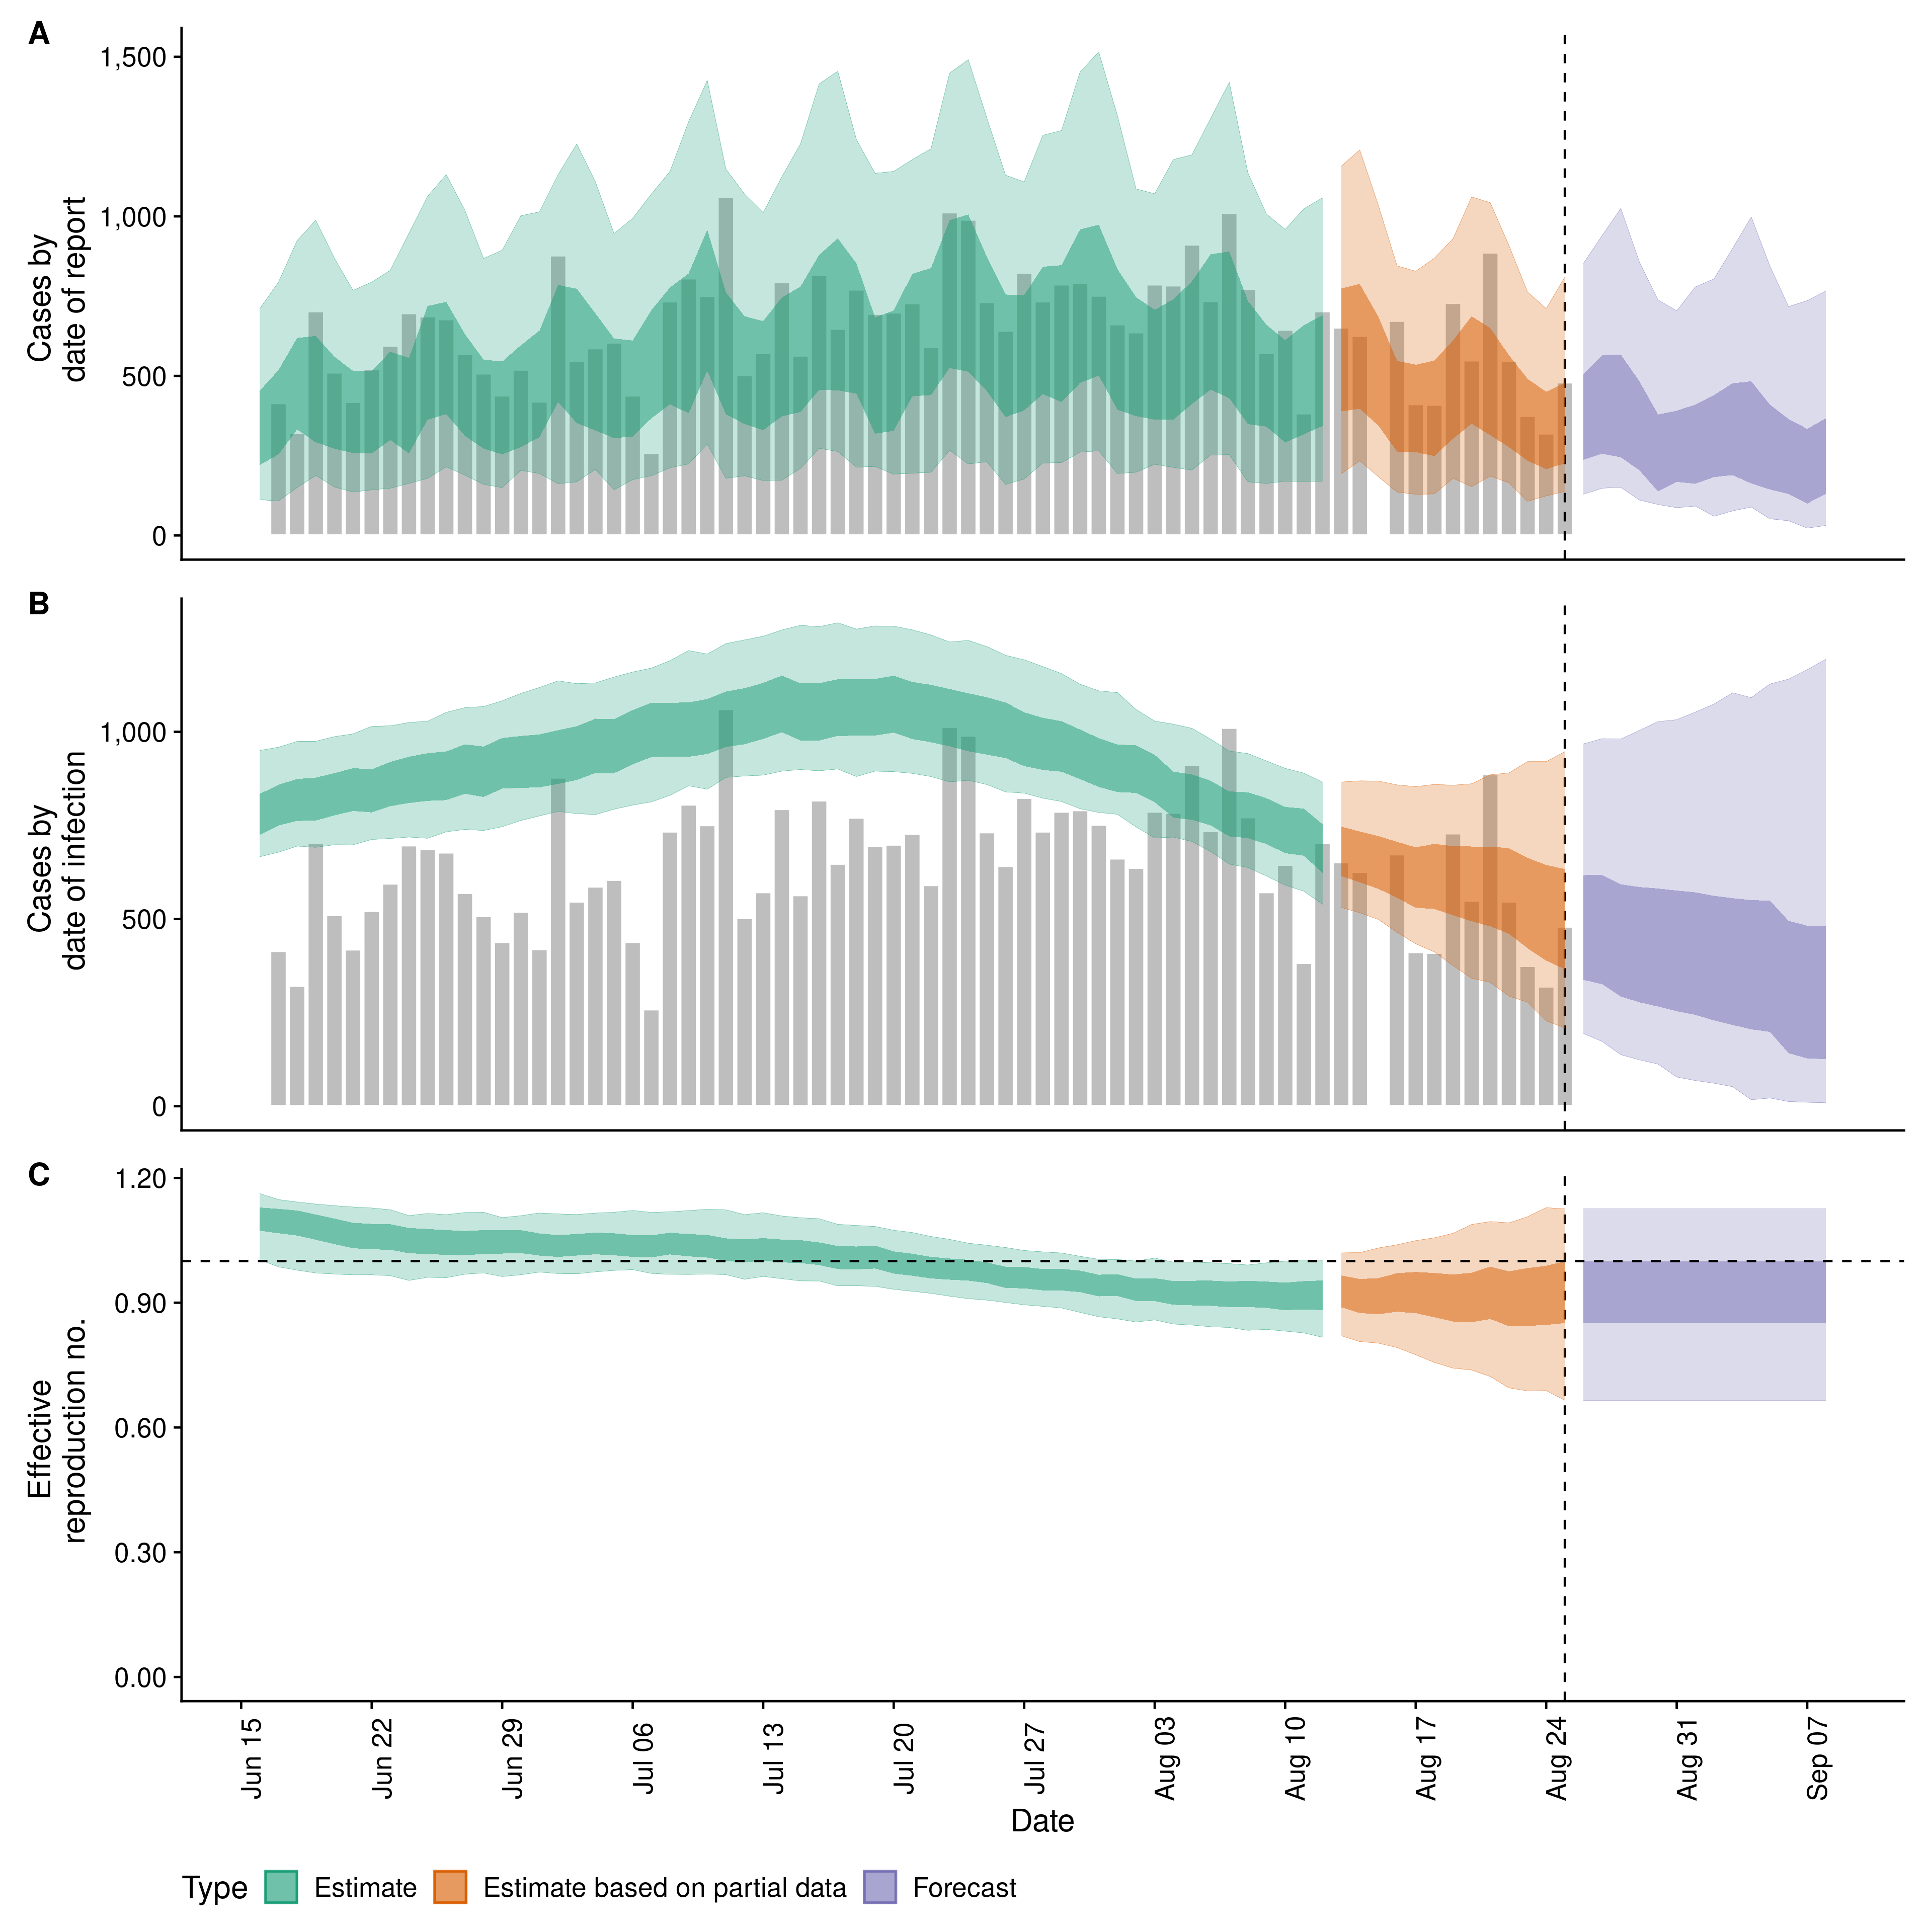 A
1,500
1,000
500
0
Cases by
date of report
B
1,000
500
0
Cases by
date of infection
C
1.20
0.90
0.60
0.30
0.00
Effective
reproduction no.
Jun 15
Jun 22
Jun 29
Jul 06
Jul 13
Jul 20
Jul 27
Aug 03
Aug 10
Aug 17
Aug 24
Aug 31
Sep 07
Date
Type Estimate Estimate based on partial data Forecast